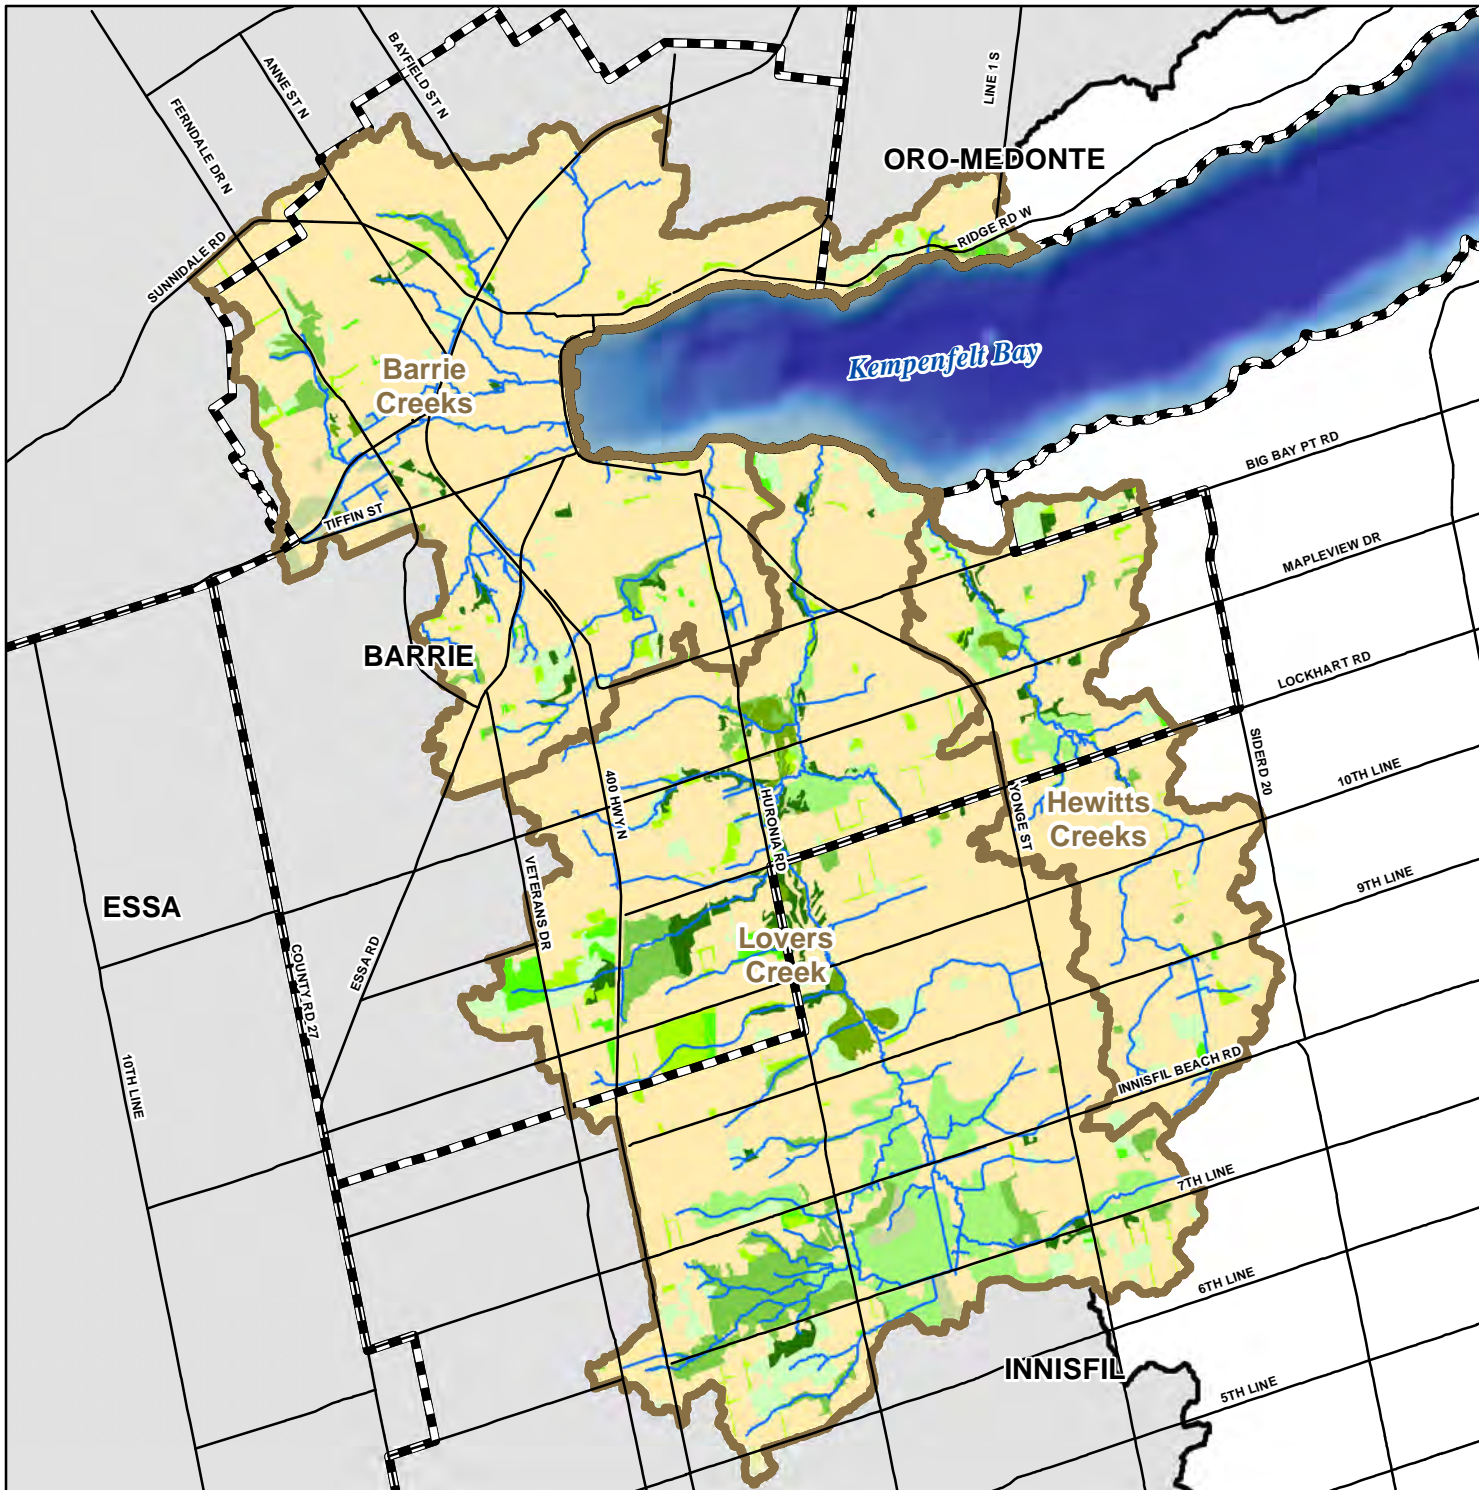 BAYFIELD ST N
ANNE ST N
FERNDALE DR N
LINE 1 S
ORO-MEDONTE
RIDGE RD W
SUNNIDALE RD
Kempenfelt Bay
Barrie
Creeks
BIG BAY PT RD
TIFFIN ST
MAPLEVIEW DR
BARRIE
LOCKHART RD
SIDERD 20
10TH LINE
400 HWY N
HURONIA RD
YONGE ST
Hewitts
Creeks
VETERANS DR
9TH LINE
ESSA
Lovers
Creek
ESSA RD
COUNTY RD 27
10TH LINE
INNISFIL BEACH RD
7TH LINE
6TH LINE
INNISFIL
5TH LINE